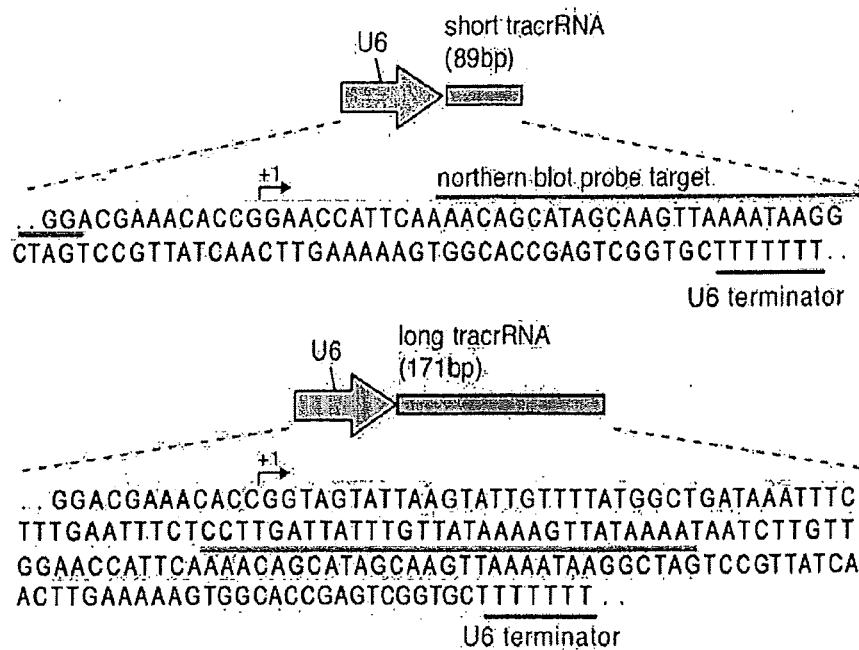 U6
short tracrRNA
(89bp)
+1
northern blot probe target
..GGACGAAACACCGGAACCATTCAAAACAGCATAGCAAGTTAAAATAAGG
CTAGTCCGTTATCAACTTGAAAAAGTGGCACCGAGTCGGTGCTTTTTTT..
U6 terminator
U6
long tracrRNA
(171bp)
+1
..GGACGAAACACCGGTAGTATTAAGTATTGTTTTATGGCTGATAAATTTC
TTTGAATTTCTCCTTGATTATTTGTTATAAAAGTTATAAAATAATCTTGTT
GGAACCATTCAAAACAGCATAGCAAGTTAAAATAAGGCTAGTCCGTTATCA
ACTTGAAAAAGTGGCACCGAGTCGGTGCTTTTTTT..
U6 terminator